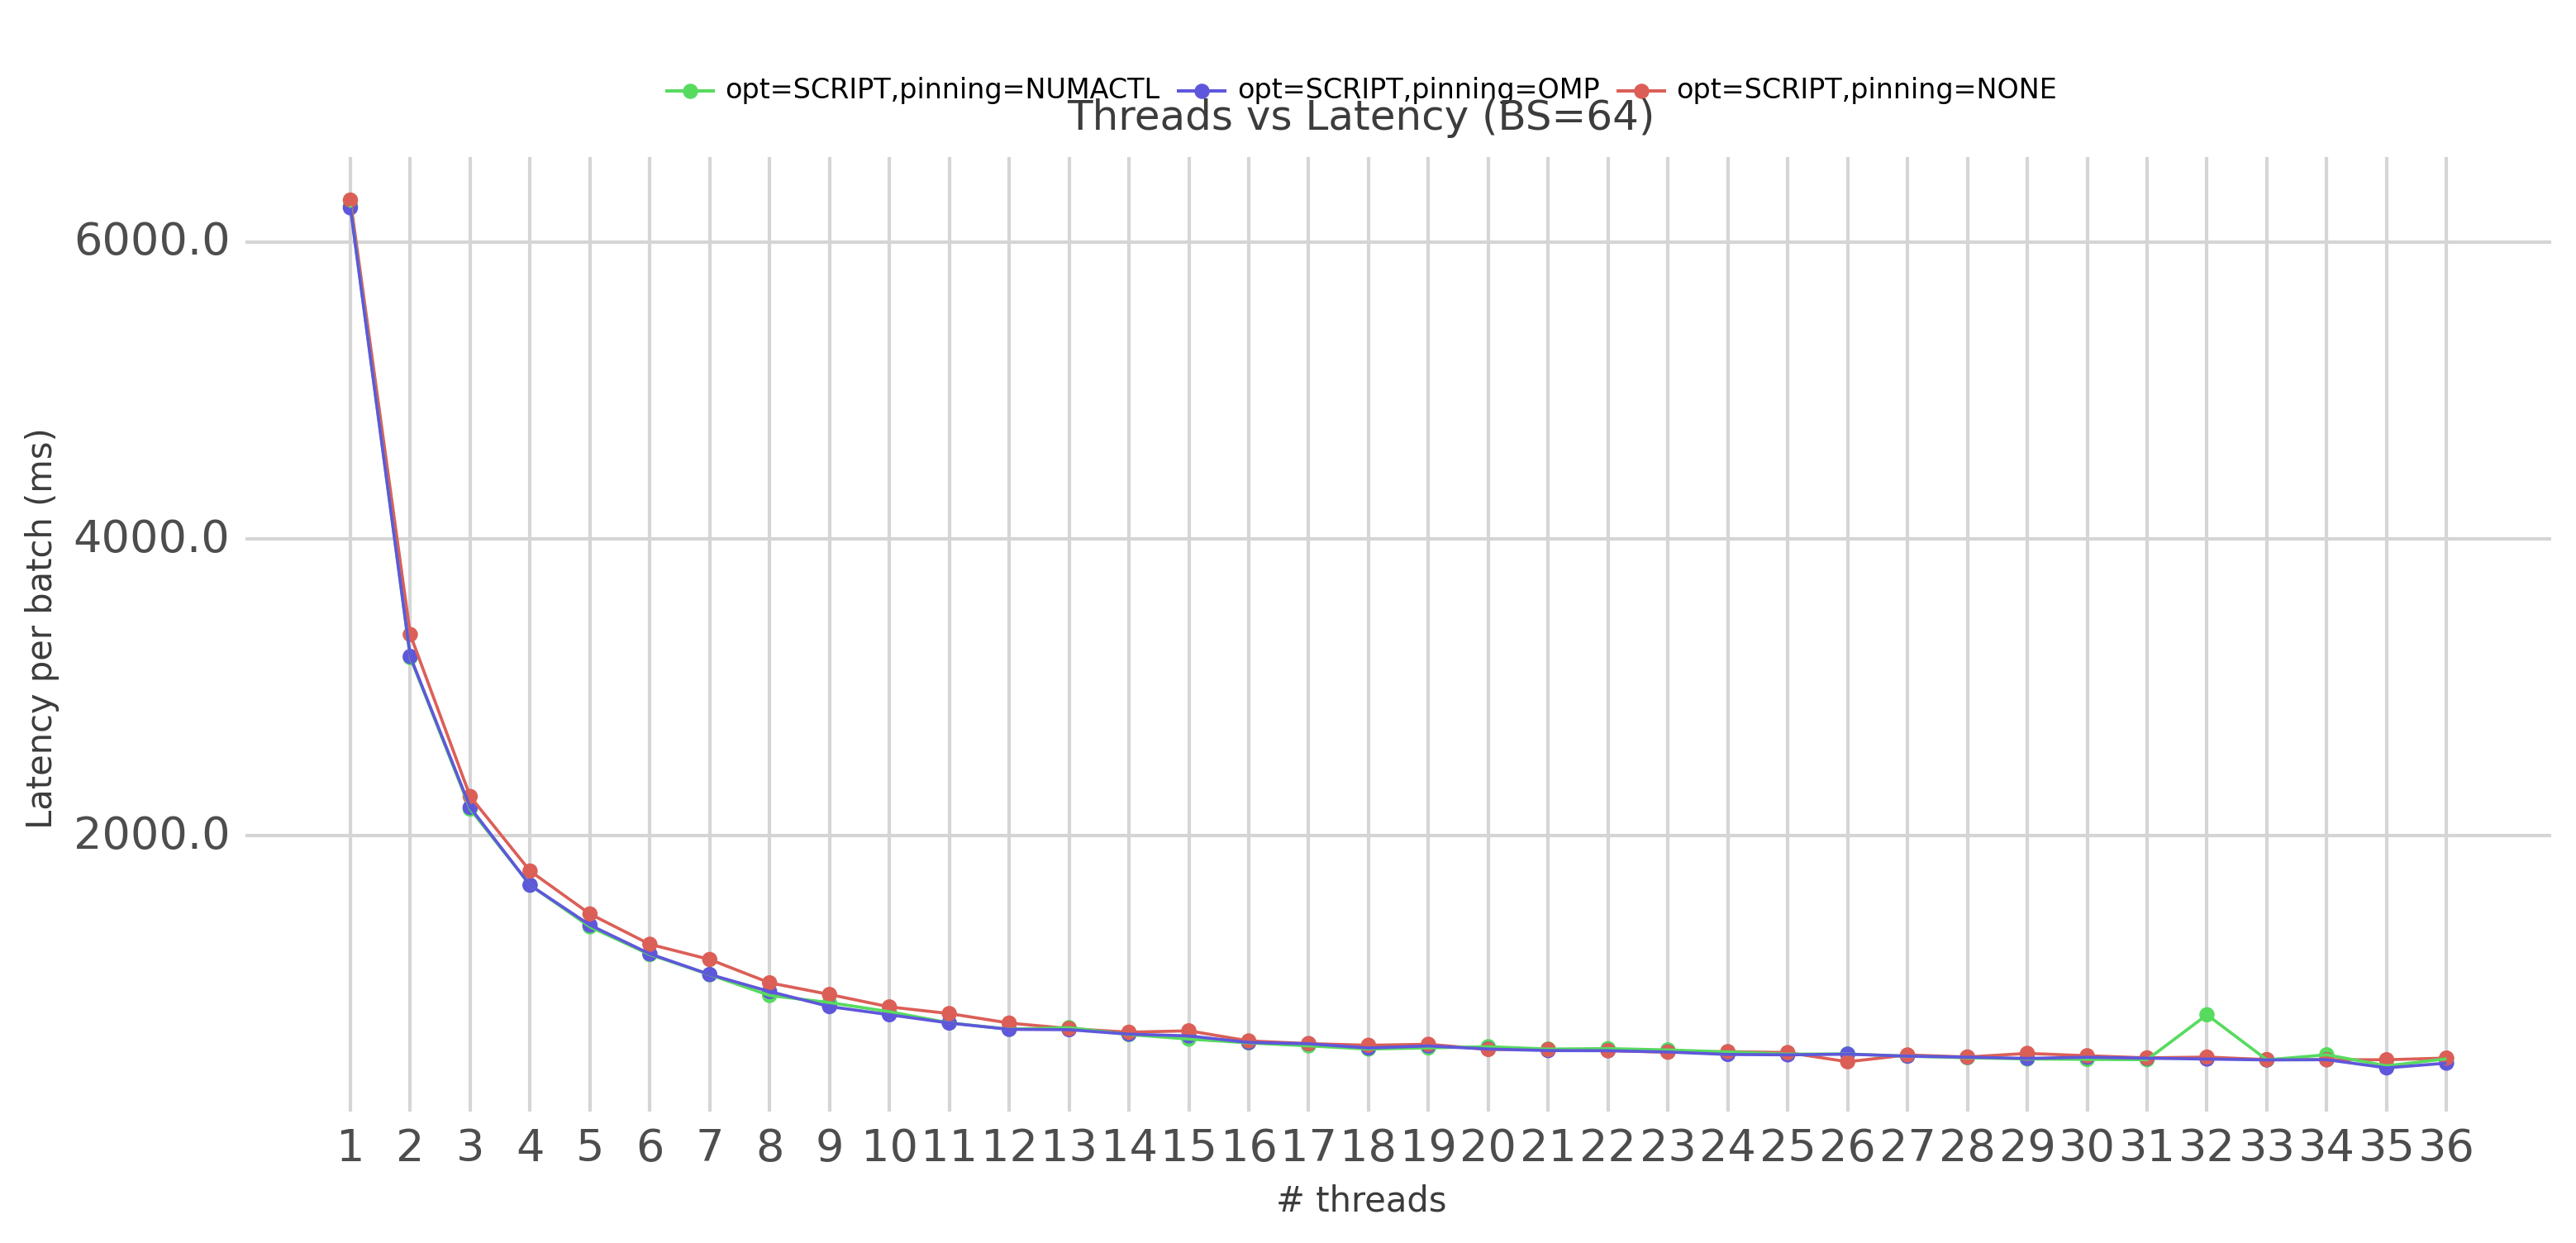 opt=SCRIPT,pinning=NUMACTL opt=SCRIPT,pinning=OMP opt=SCRIPT,pinning=NONE
Threads vs Latency (BS=64)
6000.0
4000.0
2000.0
Latency per batch (ms)
1 2 3 4 5 6 7 8 9 10 11 12 13 14 15 16 17 18 19 20 21 22 23 24 25 26 27 28 29 30 31 32 33 34 35 36
# threads